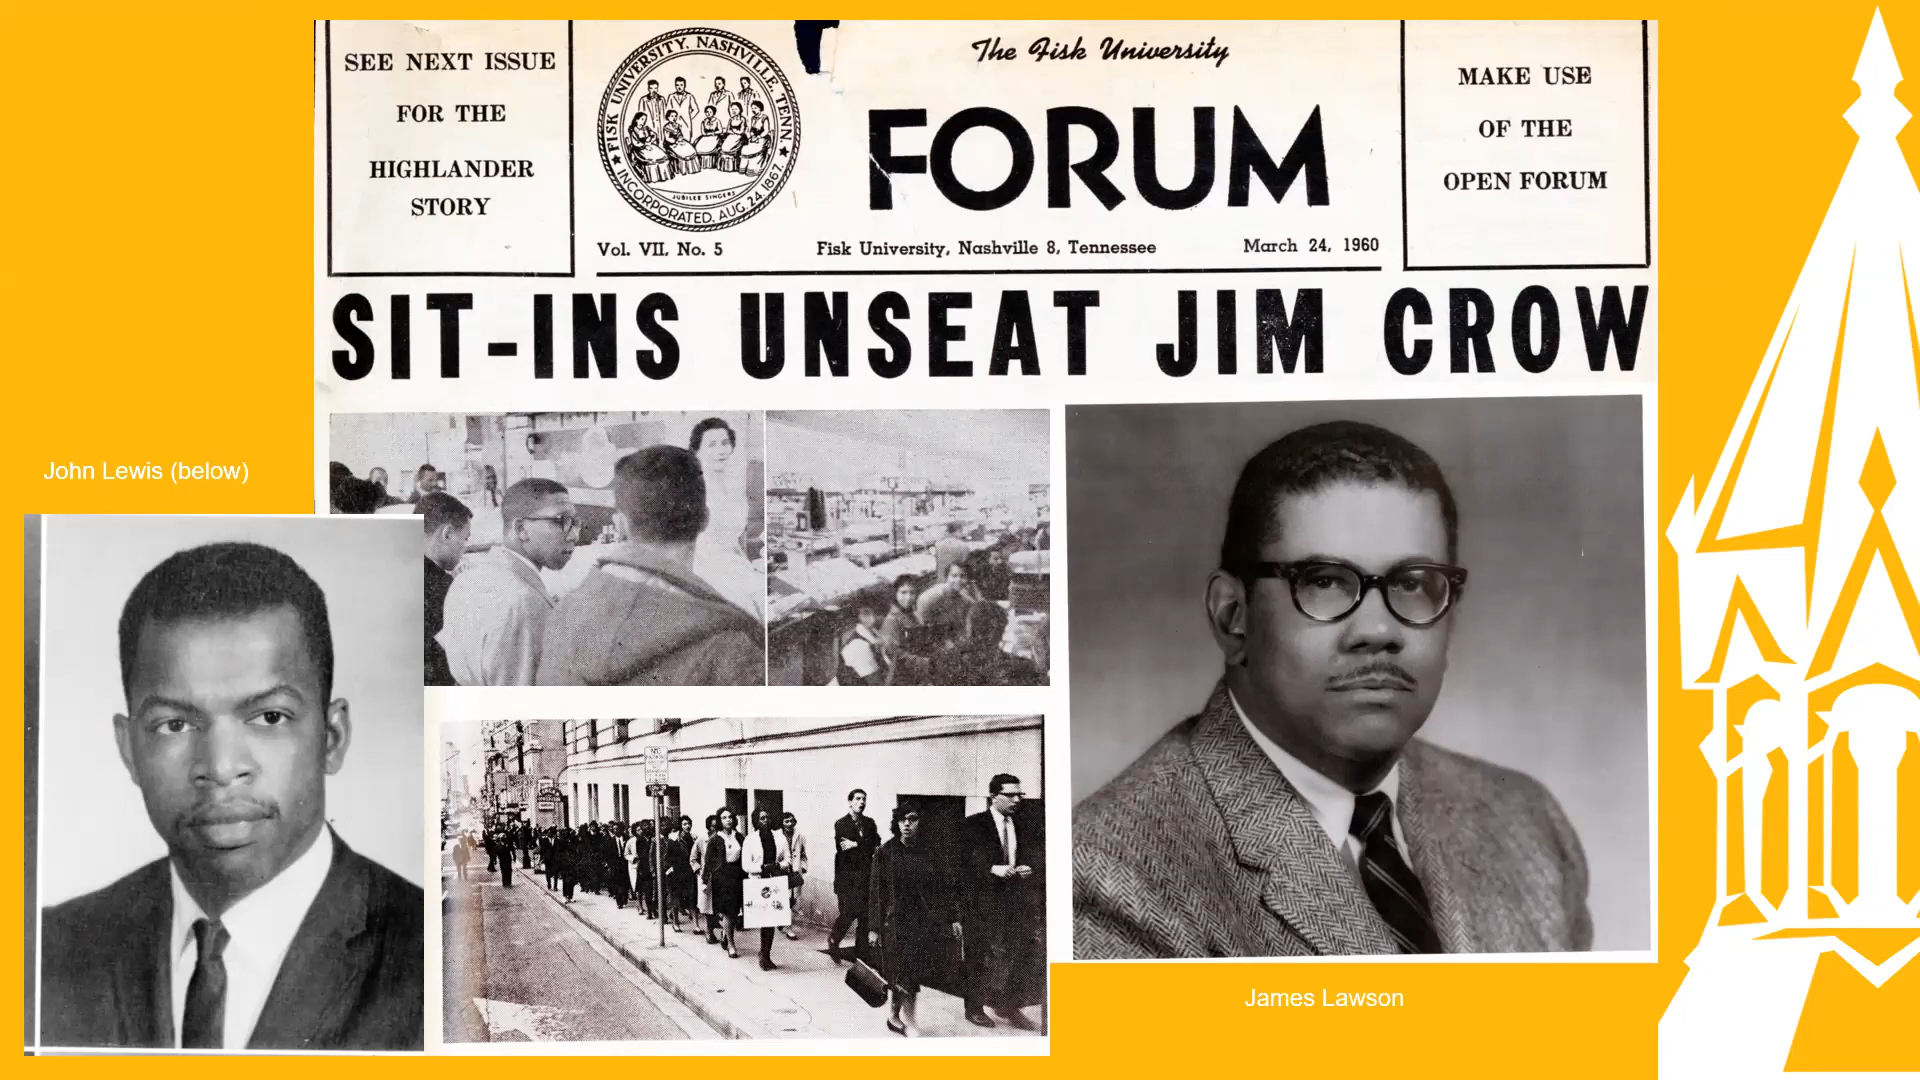 SEE NEXT ISSUE
FOR THE
HIGHLANDER
STORY
FISK UNIVERSITY, NASHVILLE, TENN.
JUBILEE SINGERS
INCORPORATED, AUG. 24, 1867.
The Fisk University
FORUM
Vol. VII, No. 5
Fisk University, Nashville 8, Tennessee
March 24, 1960
MAKE USE
OF THE
OPEN FORUM
SIT-INS UNSEAT JIM CROW
John Lewis (below)
James Lawson